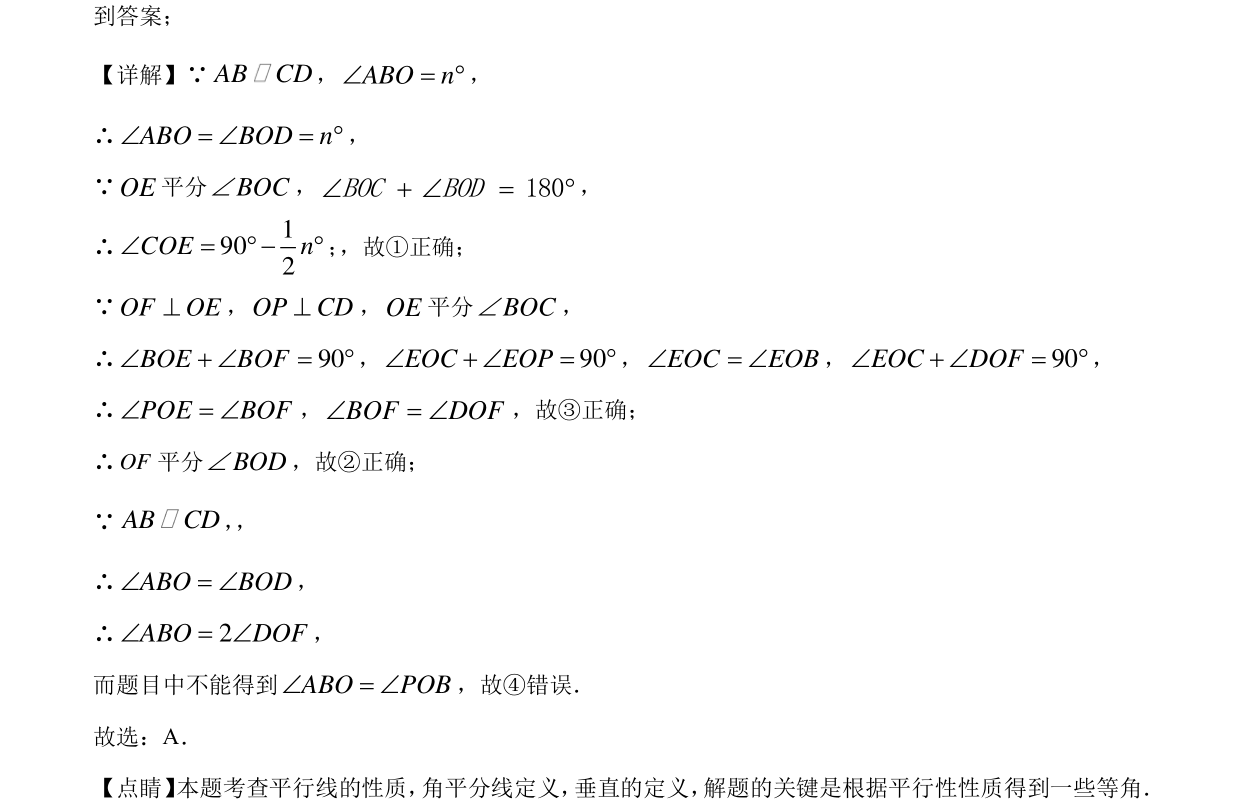 到答案；
【详解】∵ AB // CD，∠ABO = n°，
∴ ∠ABO = ∠BOD = n°，
∵ OE 平分∠BOC，∠BOC + ∠BOD = 180°，
∴ ∠COE = 90° − 1/2 n°；，故①正确；
∵ OF ⊥ OE，OP ⊥ CD，OE 平分∠BOC，
∴ ∠BOE + ∠BOF = 90°，∠EOC + ∠EOP = 90°，∠EOC = ∠EOB，∠EOC + ∠DOF = 90°，
∴ ∠POE = ∠BOF，∠BOF = ∠DOF，故③正确；
∴ OF 平分∠BOD，故②正确；
∵ AB // CD，，
∴ ∠ABO = ∠BOD，
∴ ∠ABO = 2∠DOF，
而题目中不能得到∠ABO = ∠POB，故④错误．
故选：A．
【点睛】本题考查平行线的性质，角平分线定义，垂直的定义，解题的关键是根据平行性性质得到一些等角．